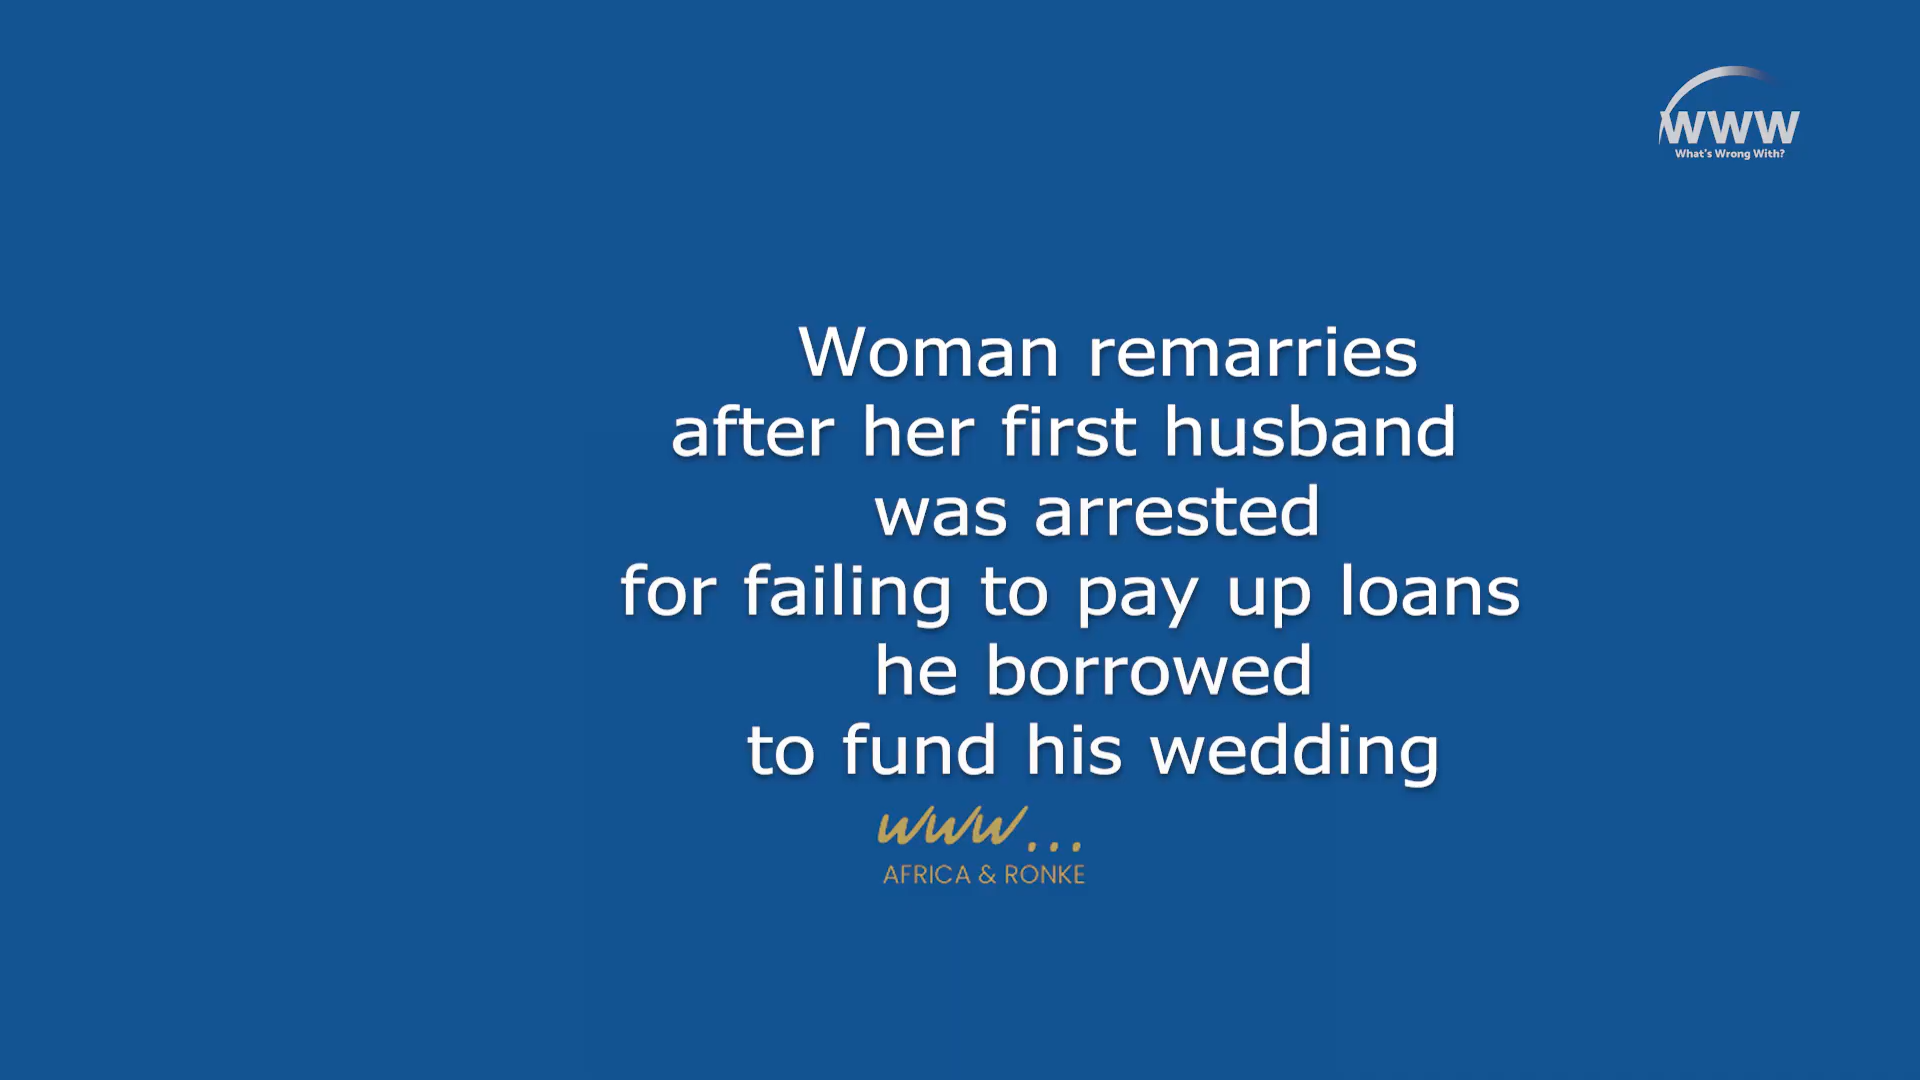 WWW
What's Wrong With?
Woman remarries
after her first husband
was arrested
for failing to pay up loans
he borrowed
to fund his wedding
www...
AFRICA & RONKE